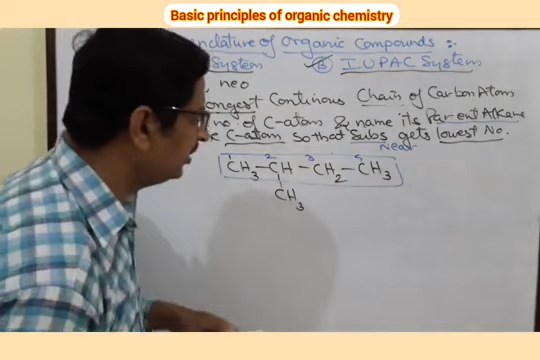 Basic principles of organic chemistry
nclature of Organic Compounds :-
System B IUPAC System
neo
ongest Continous Chain of Carbon Atom
no of C-atom & name its Parent Alkane
C-atom so that Subs gets lowest No.
Near
1 2 3 4
CH3-CH-CH2-CH3
CH3